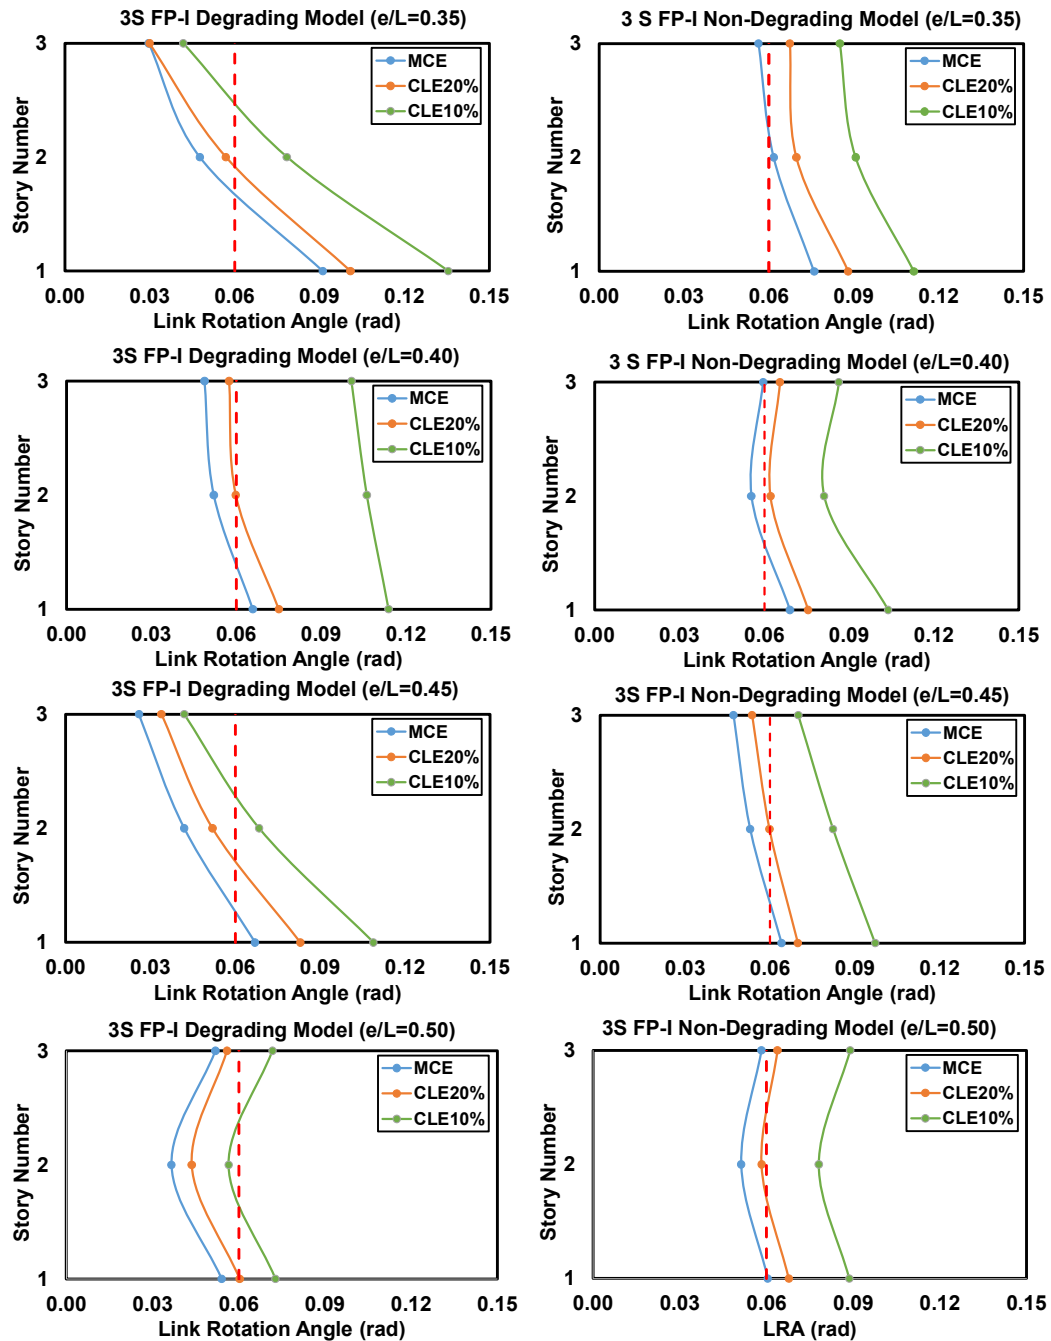 3S FP-I Degrading Model (e/L=0.35)
3
MCE
CLE20%
CLE10%
Story Number
2
1
0.00 0.03 0.06 0.09 0.12 0.15
Link Rotation Angle (rad)
3 S FP-I Non-Degrading Model (e/L=0.35)
3
MCE
CLE20%
CLE10%
Story Number
2
1
0.00 0.03 0.06 0.09 0.12 0.15
Link Rotation Angle (rad)
3S FP-I Degrading Model (e/L=0.40)
3
MCE
CLE20%
CLE10%
Story Number
2
1
0.00 0.03 0.06 0.09 0.12 0.15
Link Rotation Angle (rad)
3 S FP-I Non-Degrading Model (e/L=0.40)
3
MCE
CLE20%
CLE10%
Story Number
2
1
0.00 0.03 0.06 0.09 0.12 0.15
Link Rotation Angle (rad)
3S FP-I Degrading Model (e/L=0.45)
3
MCE
CLE20%
CLE10%
Story Number
2
1
0.00 0.03 0.06 0.09 0.12 0.15
Link Rotation Angle (rad)
3S FP-I Non-Degrading Model (e/L=0.45)
3
MCE
CLE20%
CLE10%
Story Number
2
1
0.00 0.03 0.06 0.09 0.12 0.15
Link Rotation Angle (rad)
3S FP-I Degrading Model (e/L=0.50)
3
MCE
CLE20%
CLE10%
Story Number
2
1
0.00 0.03 0.06 0.09 0.12 0.15
Link Rotation Angle (rad)
3S FP-I Non-Degrading Model (e/L=0.50)
3
MCE
CLE20%
CLE10%
Story Number
2
1
0.00 0.03 0.06 0.09 0.12 0.15
LRA (rad)